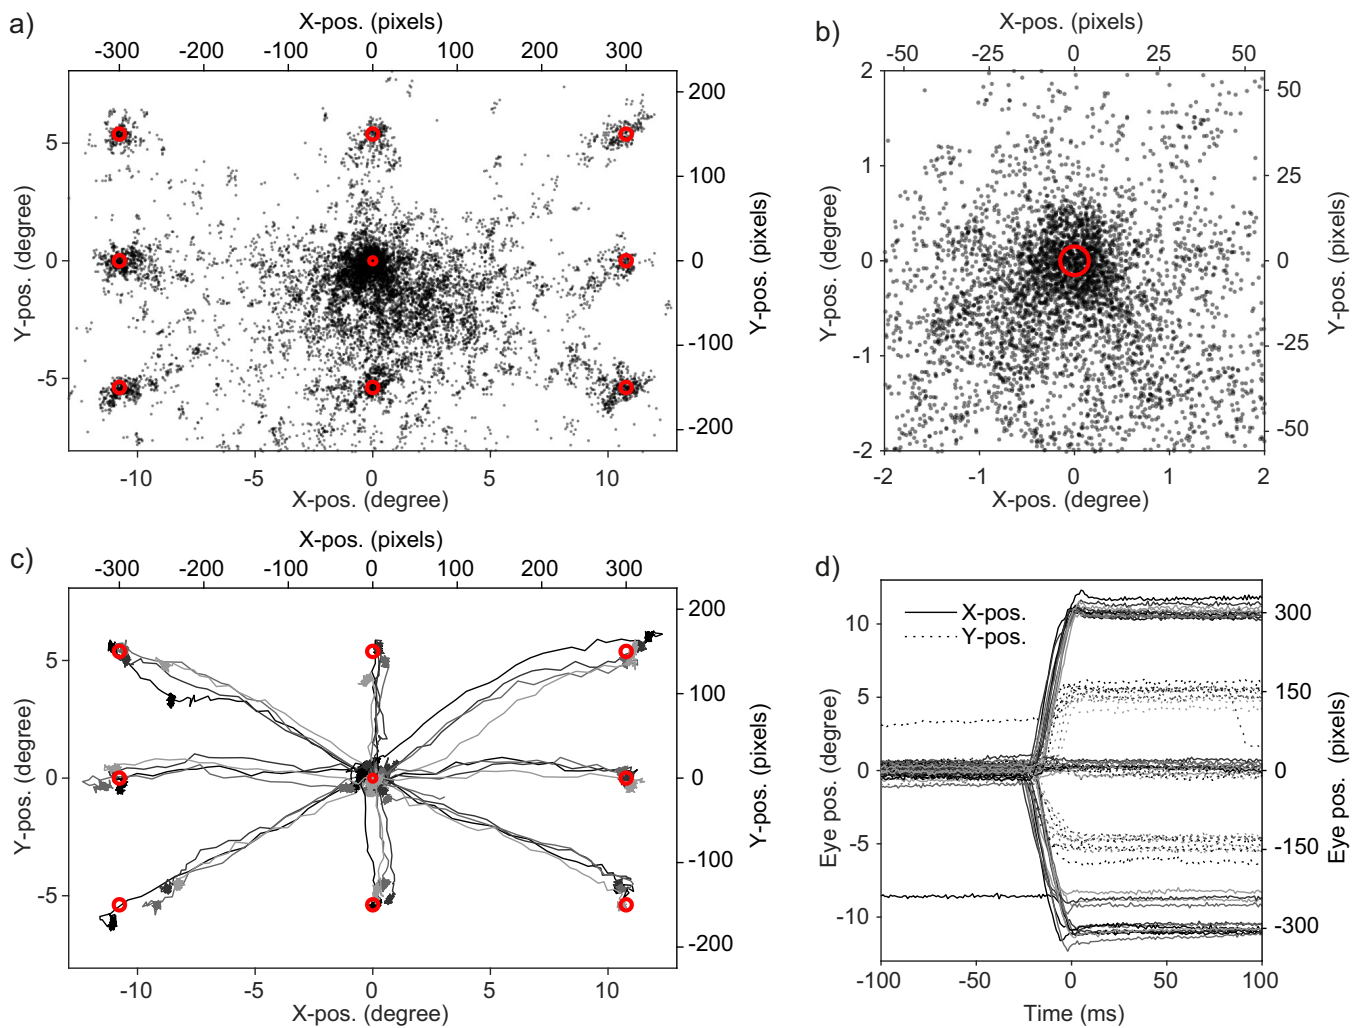 a)
X-pos. (pixels)
-300 -200 -100 0 100 200 300
Y-pos. (degree)
5
0
-5
200
100
0
-100
-200
Y-pos. (pixels)
-10 -5 0 5 10
X-pos. (degree)
b)
X-pos. (pixels)
-50 -25 0 25 50
Y-pos. (degree)
2
1
0
-1
-2
50
25
0
-25
-50
Y-pos. (pixels)
-2 -1 0 1 2
X-pos. (degree)
c)
X-pos. (pixels)
-300 -200 -100 0 100 200 300
Y-pos. (degree)
5
0
-5
200
100
0
-100
-200
Y-pos. (pixels)
-10 -5 0 5 10
X-pos. (degree)
d)
X-pos.
Y-pos.
Eye pos. (degree)
10
5
0
-5
-10
300
150
0
-150
-300
Eye pos. (pixels)
-100 -50 0 50 100
Time (ms)